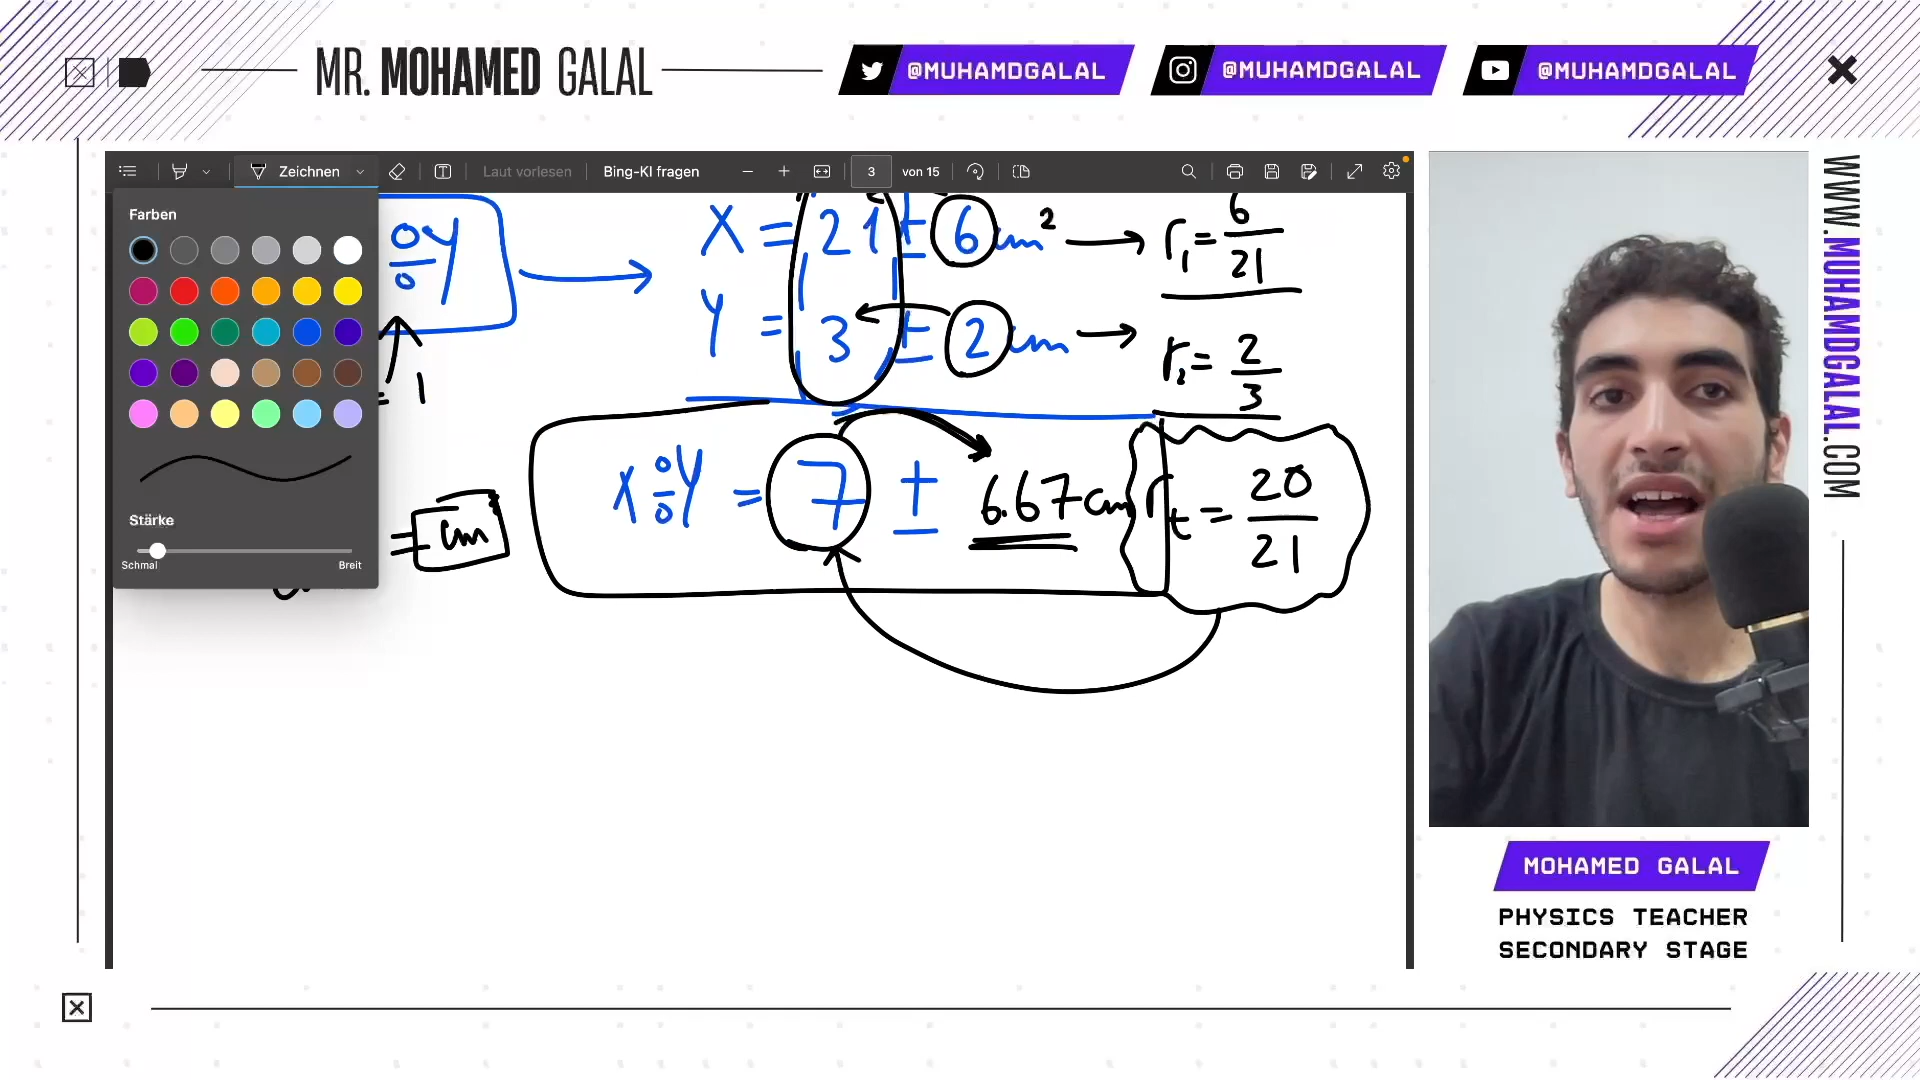 MR. MOHAMED GALAL
@MUHAMDGALAL
@MUHAMDGALAL
@MUHAMDGALAL
WWW.MUHAMDGALAL.COM
Zeichnen
Laut vorlesen
Bing-KI fragen
3 von 15
Farben
Stärke
Schmal
Breit
÷Y
X = 21 ± 6 cm² → r₁ = 6/21
Y = 3 ± 2 cm → r₂ = 2/3
= 1
= cm
X ÷ Y = 7 ± 6.67 cm
rt = 20/21
MOHAMED GALAL
PHYSICS TEACHER
SECONDARY STAGE